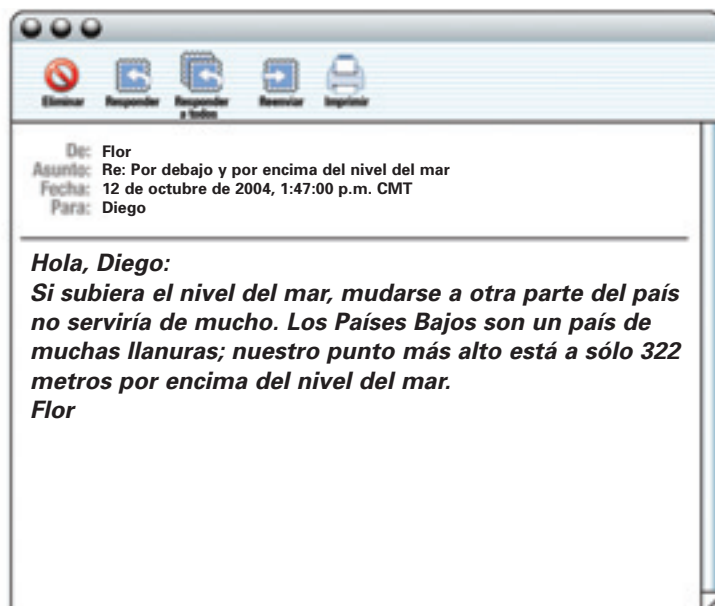 Eliminar Responder Responder a todos Reenviar Imprimir
De: Flor
Asunto: Re: Por debajo y por encima del nivel del mar
Fecha: 12 de octubre de 2004, 1:47:00 p.m. CMT
Para: Diego
Hola, Diego:
Si subiera el nivel del mar, mudarse a otra parte del país
no serviría de mucho. Los Países Bajos son un país de
muchas llanuras; nuestro punto más alto está a sólo 322
metros por encima del nivel del mar.
Flor